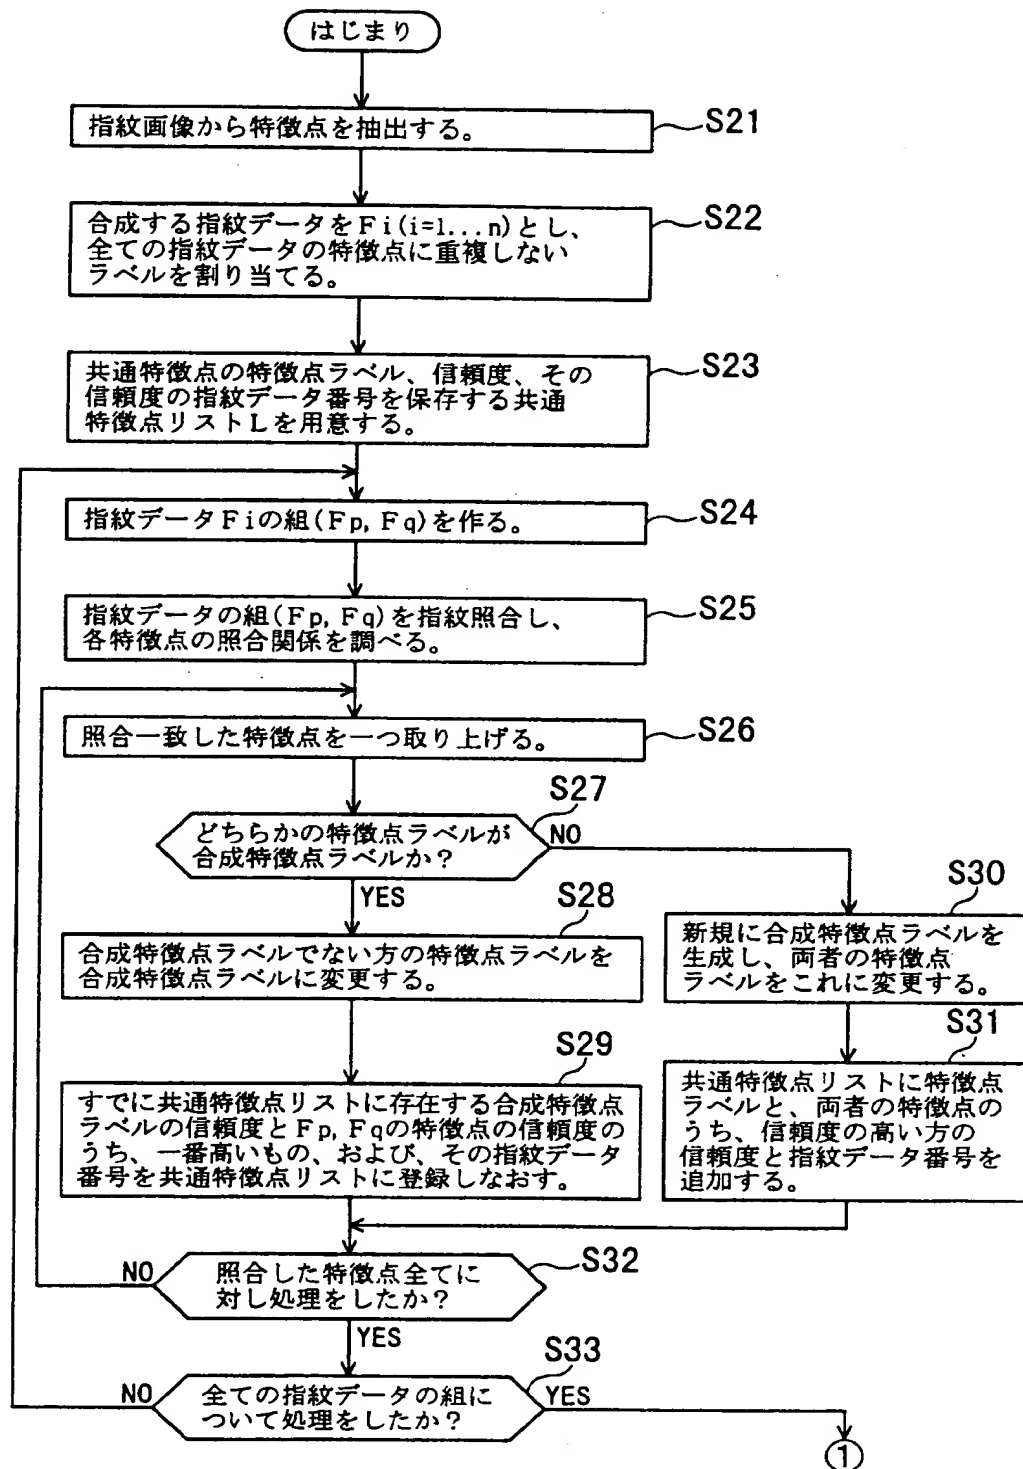 はじまり
指紋画像から特徴点を抽出する。
S21
合成する指紋データをFi(i=1...n)とし、
全ての指紋データの特徴点に重複しない
ラベルを割り当てる。
S22
共通特徴点の特徴点ラベル、信頼度、その
信頼度の指紋データ番号を保存する共通
特徴点リストLを用意する。
S23
指紋データFiの組(Fp,Fq)を作る。
S24
指紋データの組(Fp,Fq)を指紋照合し、
各特徴点の照合関係を調べる。
S25
照合一致した特徴点を一つ取り上げる。
S26
S27
どちらかの特徴点ラベルが
合成特徴点ラベルか？
NO
YES
S28
合成特徴点ラベルでない方の特徴点ラベルを
合成特徴点ラベルに変更する。
S30
新規に合成特徴点ラベルを
生成し、両者の特徴点
ラベルをこれに変更する。
S29
すでに共通特徴点リストに存在する合成特徴点
ラベルの信頼度とFp,Fqの特徴点の信頼度の
うち、一番高いもの、および、その指紋データ
番号を共通特徴点リストに登録しなおす。
S31
共通特徴点リストに特徴点
ラベルと、両者の特徴点の
うち、信頼度の高い方の
信頼度と指紋データ番号を
追加する。
NO
照合した特徴点全てに
対し処理をしたか？
S32
YES
S33
NO
全ての指紋データの組に
ついて処理をしたか？
YES
①